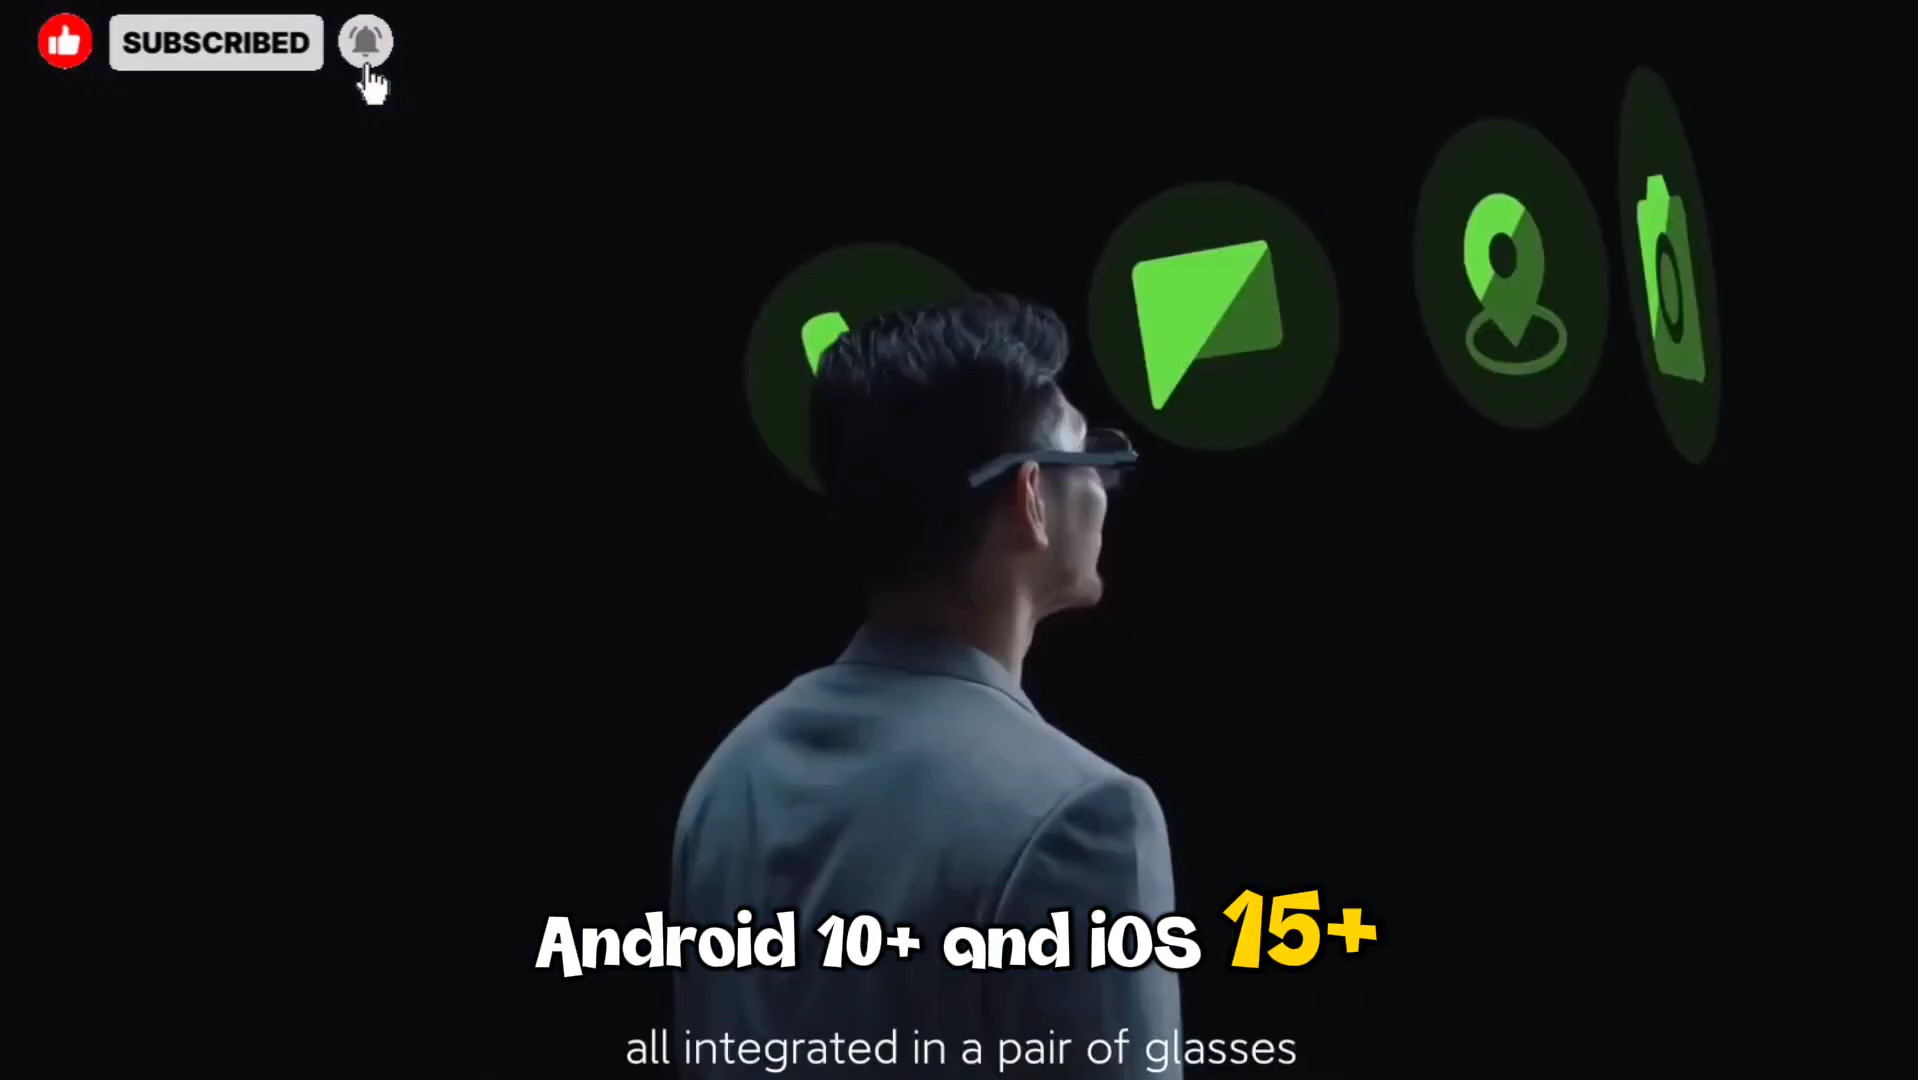 SUBSCRIBED
Android 10+ and iOS 15+
all integrated in a pair of glasses